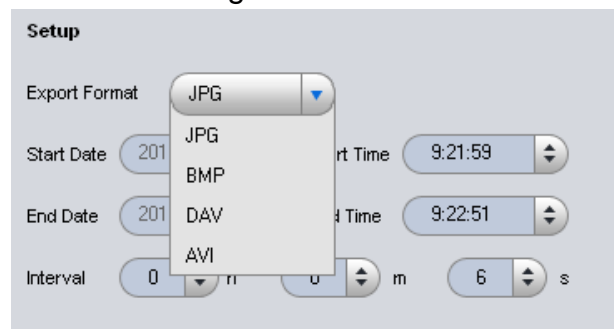 Setup
Export Format JPG
JPG
Start Date 201 rt Time 9:21:59
BMP
End Date 201 DAV Time 9:22:51
AVI
Interval 0 m 6 s